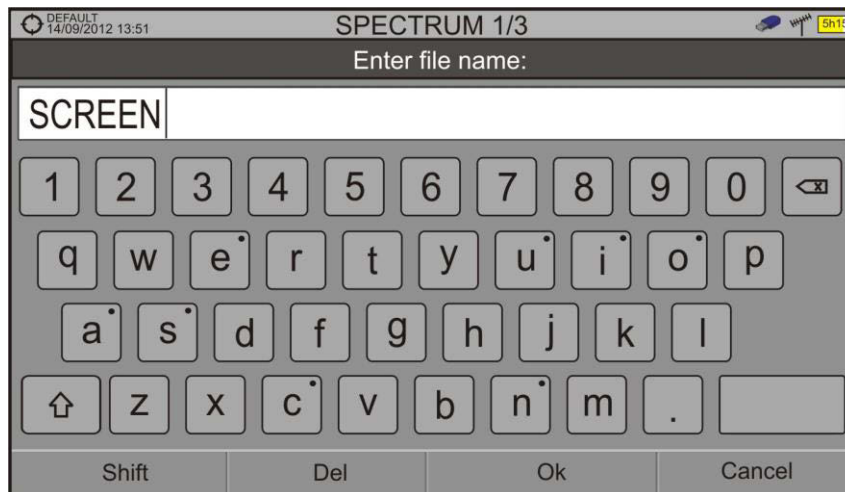 DEFAULT
14/09/2012 13:51
SPECTRUM 1/3
5h15
Enter file name:
SCREEN
1 2 3 4 5 6 7 8 9 0
q w e r t y u i o p
a s d f g h j k l
z x c v b n m .
Shift Del Ok Cancel